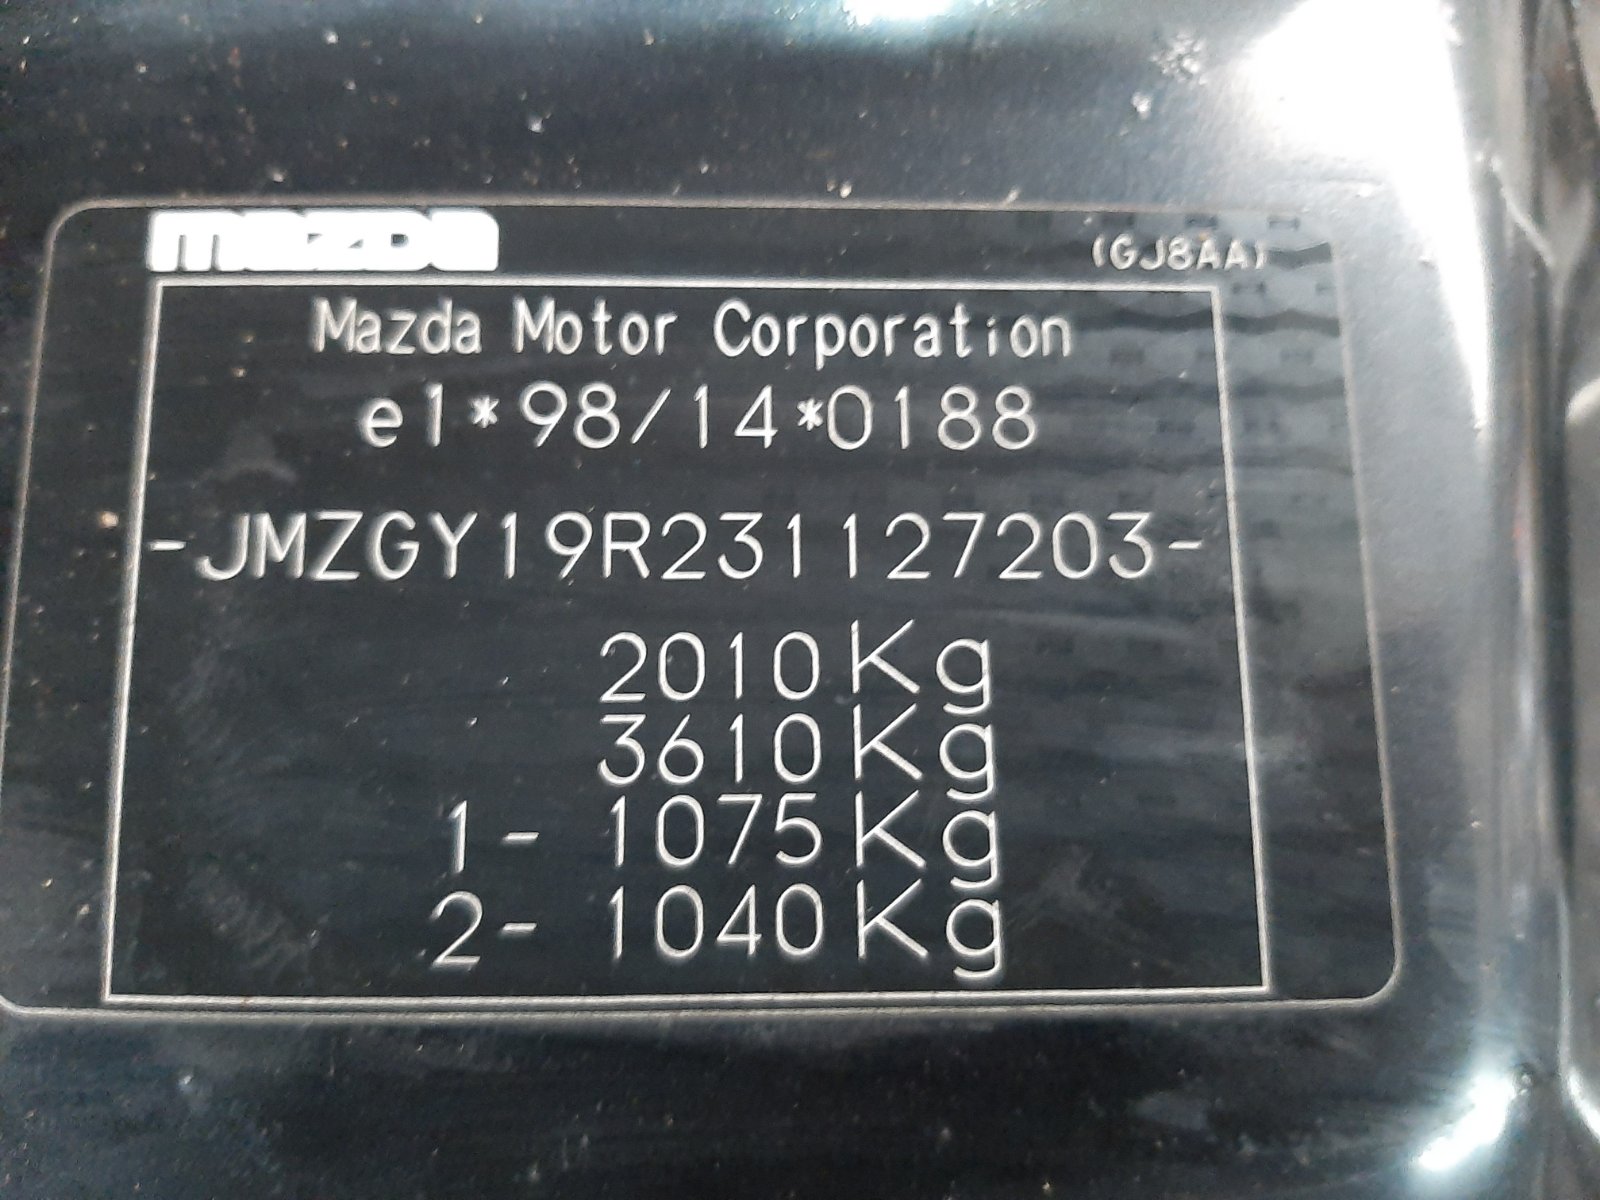 mazda
(GJ8AA)
Mazda Motor Corporation
e1*98/14*0188
-JMZGY19R231127203-
2010Kg
3610Kg
1- 1075Kg
2- 1040Kg